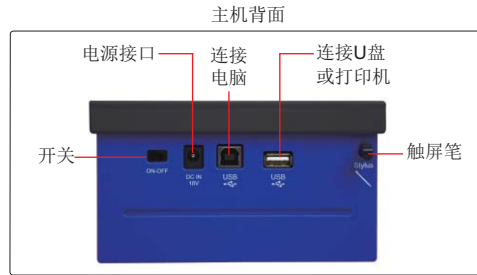 主机背面
电源接口
连接
电脑
连接U盘
或打印机
开关
触屏笔
ON-OFF
DC IN
18V
USB
USB
Stylus